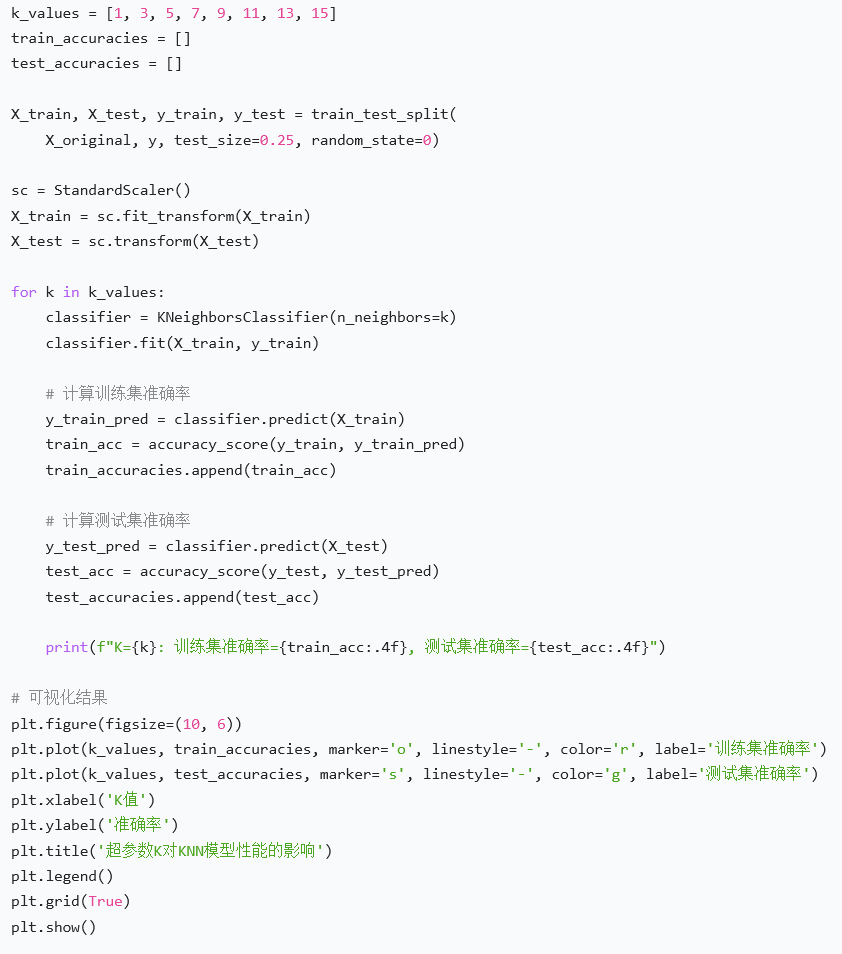 k_values = [1, 3, 5, 7, 9, 11, 13, 15]
train_accuracies = []
test_accuracies = []

X_train, X_test, y_train, y_test = train_test_split(
    X_original, y, test_size=0.25, random_state=0)

sc = StandardScaler()
X_train = sc.fit_transform(X_train)
X_test = sc.transform(X_test)

for k in k_values:
    classifier = KNeighborsClassifier(n_neighbors=k)
    classifier.fit(X_train, y_train)

    # 计算训练集准确率
    y_train_pred = classifier.predict(X_train)
    train_acc = accuracy_score(y_train, y_train_pred)
    train_accuracies.append(train_acc)

    # 计算测试集准确率
    y_test_pred = classifier.predict(X_test)
    test_acc = accuracy_score(y_test, y_test_pred)
    test_accuracies.append(test_acc)

    print(f"K={k}: 训练集准确率={train_acc:.4f}, 测试集准确率={test_acc:.4f}")

# 可视化结果
plt.figure(figsize=(10, 6))
plt.plot(k_values, train_accuracies, marker='o', linestyle='-', color='r', label='训练集准确率')
plt.plot(k_values, test_accuracies, marker='s', linestyle='-', color='g', label='测试集准确率')
plt.xlabel('K值')
plt.ylabel('准确率')
plt.title('超参数K对KNN模型性能的影响')
plt.legend()
plt.grid(True)
plt.show()